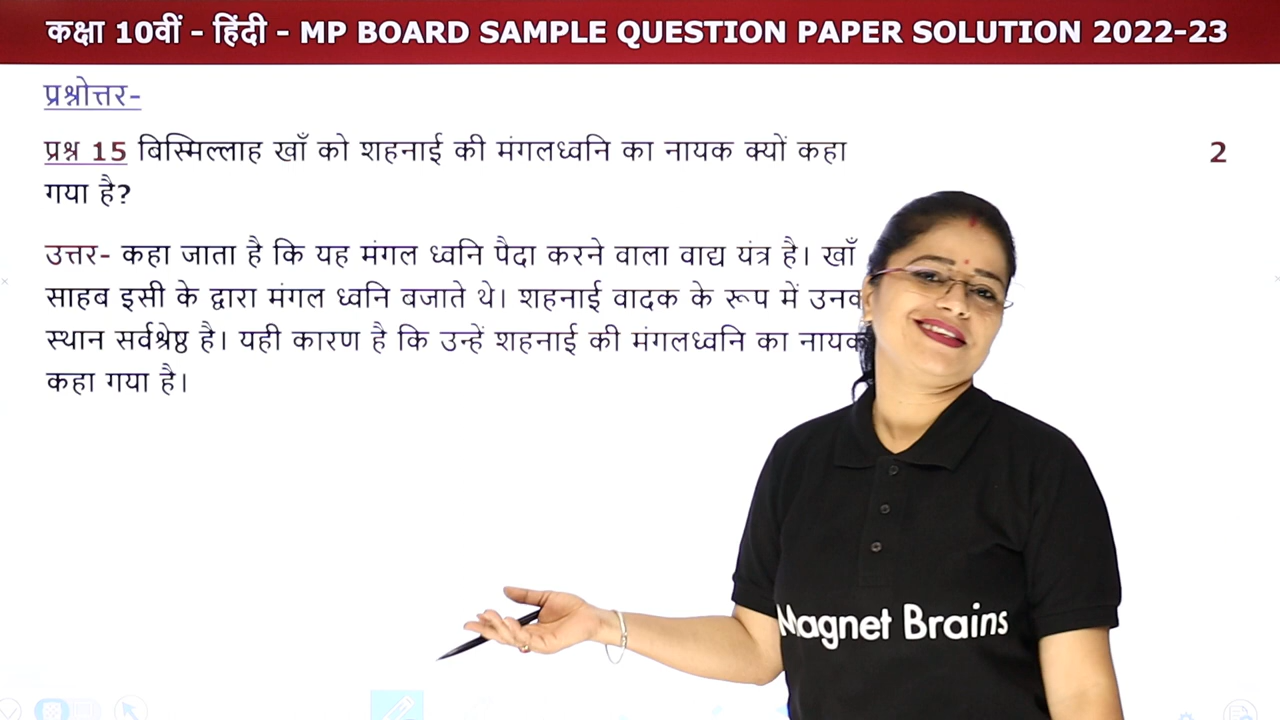 कक्षा 10वीं - हिंदी - MP BOARD SAMPLE QUESTION PAPER SOLUTION 2022-23
प्रश्नोत्तर-
प्रश्न 15 बिस्मिल्लाह खाँ को शहनाई की मंगलध्वनि का नायक क्यों कहा 2
गया है?
उत्तर- कहा जाता है कि यह मंगल ध्वनि पैदा करने वाला वाद्य यंत्र है। खाँ
साहब इसी के द्वारा मंगल ध्वनि बजाते थे। शहनाई वादक के रूप में
स्थान सर्वश्रेष्ठ है। यही कारण है कि उन्हें शहनाई की मंगलध्वनि का नायक
कहा गया है।
Magnet Brains